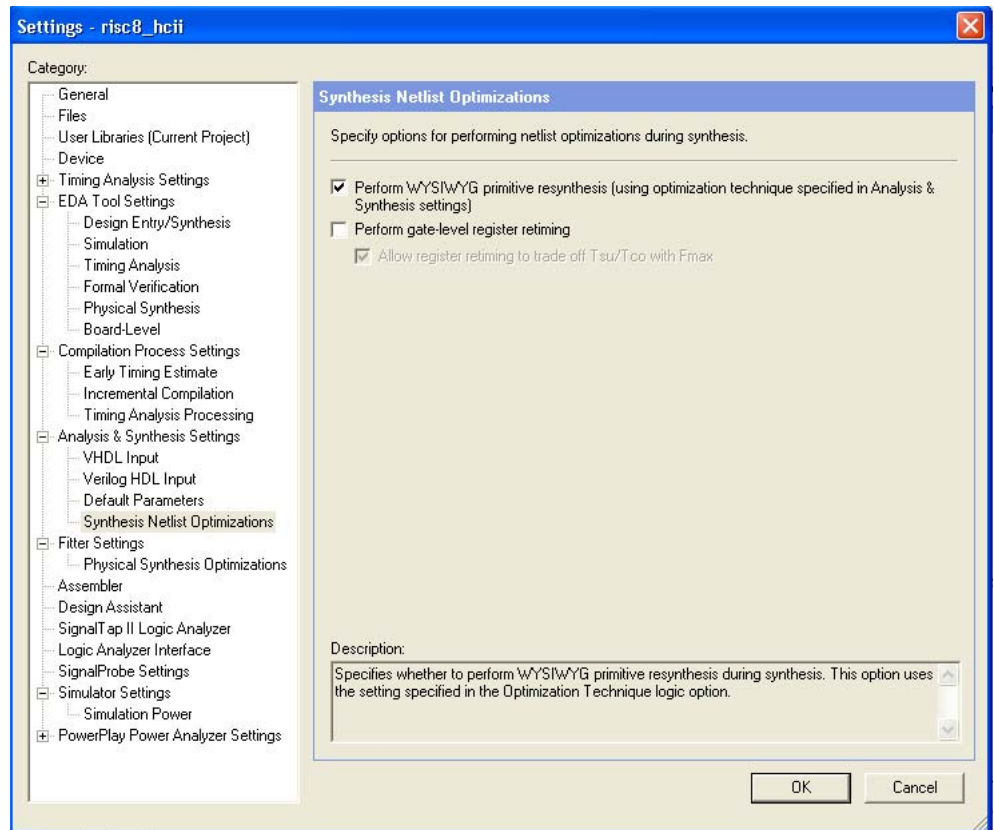 Settings - risc8_hcii
Category:
General
Files
User Libraries (Current Project)
Device
Timing Analysis Settings
EDA Tool Settings
Design Entry/Synthesis
Simulation
Timing Analysis
Formal Verification
Physical Synthesis
Board-Level
Compilation Process Settings
Early Timing Estimate
Incremental Compilation
Timing Analysis Processing
Analysis & Synthesis Settings
VHDL Input
Verilog HDL Input
Default Parameters
Synthesis Netlist Optimizations
Fitter Settings
Physical Synthesis Optimizations
Assembler
Design Assistant
SignalTap II Logic Analyzer
Logic Analyzer Interface
SignalProbe Settings
Simulator Settings
Simulation Power
PowerPlay Power Analyzer Settings
Synthesis Netlist Optimizations
Specify options for performing netlist optimizations during synthesis.
Perform WYSIWYG primitive resynthesis (using optimization technique specified in Analysis &
Synthesis settings)
Perform gate-level register retiming
Allow register retiming to trade off Tsu/Tco with Fmax
Description:
Specifies whether to perform WYSIWYG primitive resynthesis during synthesis. This option uses
the setting specified in the Optimization Technique logic option.
OK
Cancel